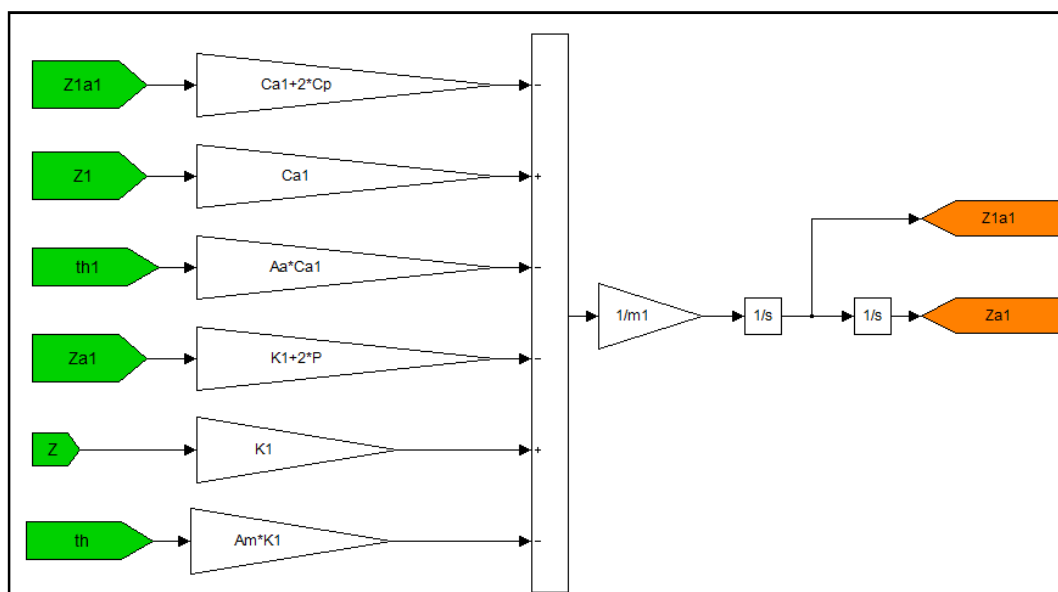 Z1a1
Ca1+2*Cp
−
Z1
Ca1
+
Z1a1
th1
Aa*Ca1
−
1/m1
1/s
1/s
Za1
Za1
K1+2*P
−
Z
K1
+
th
Am*K1
−